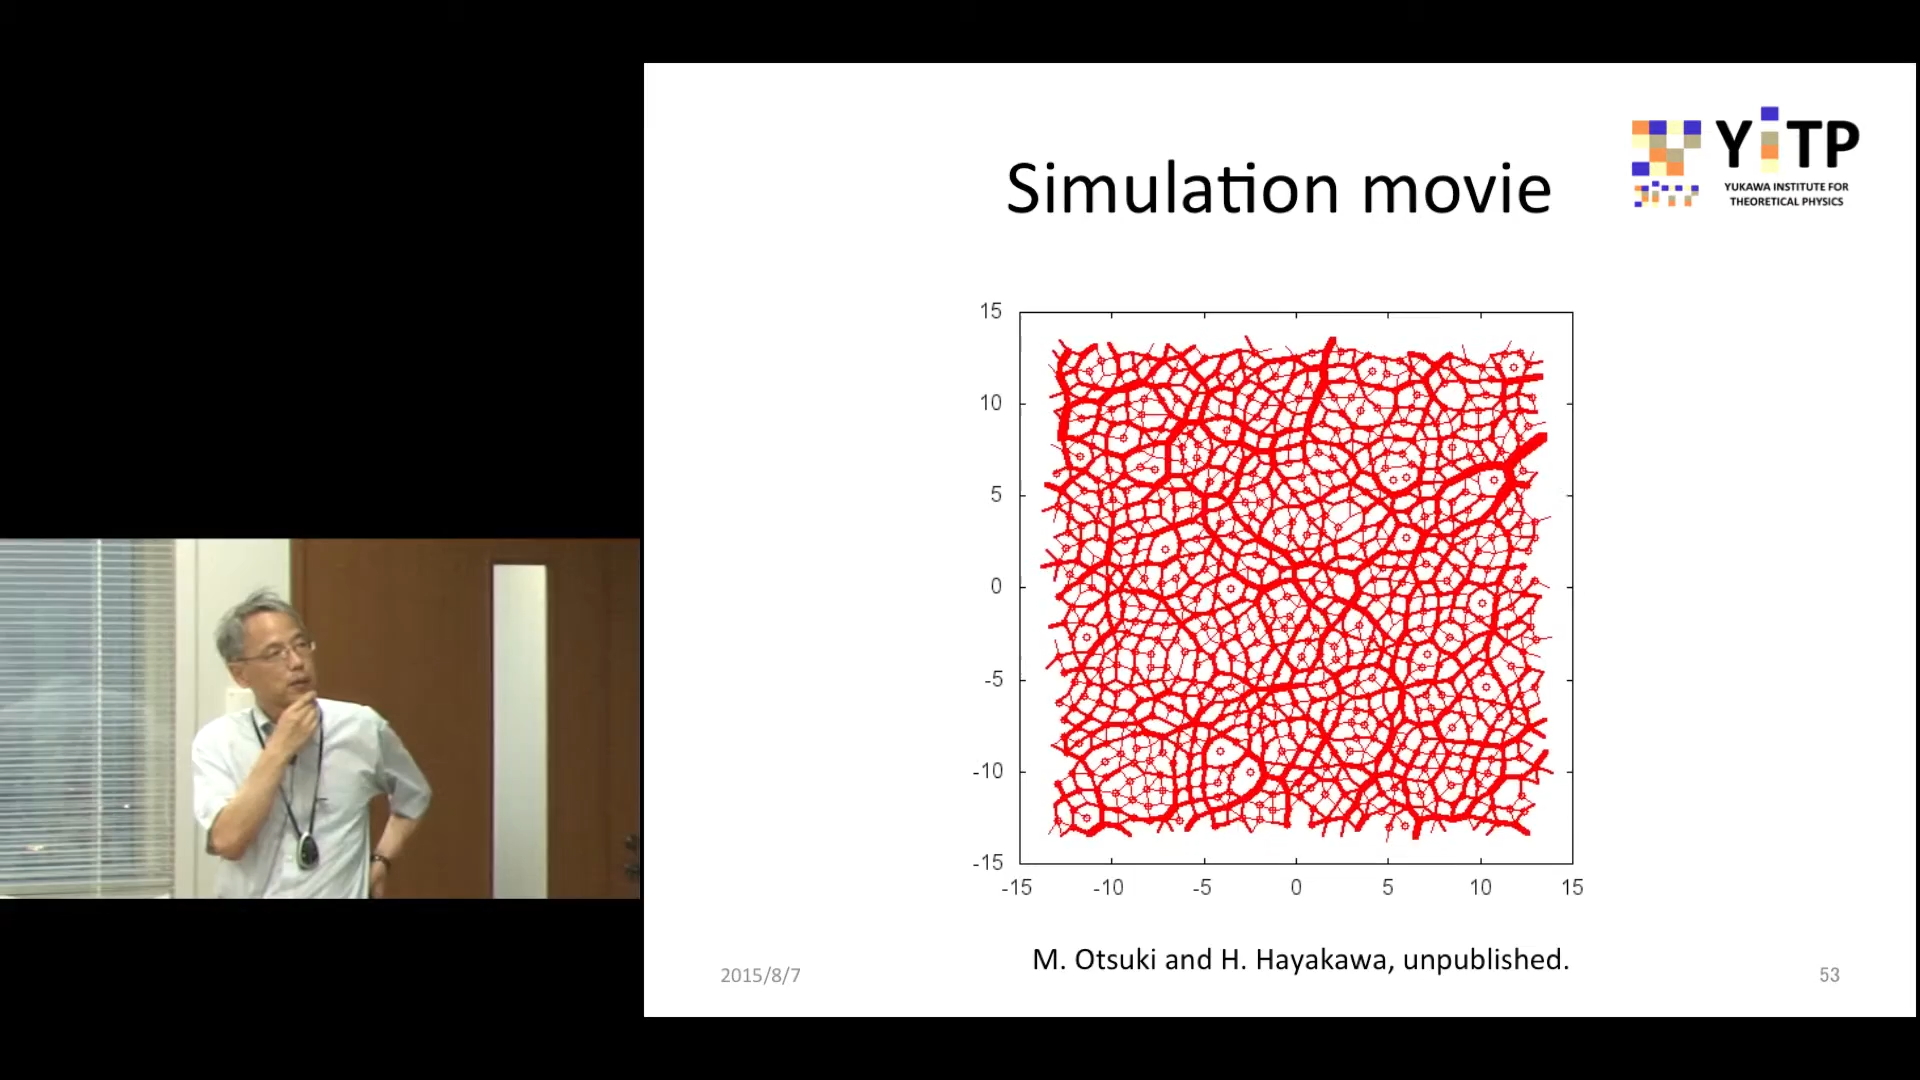 Simulation movie
YiTP
YUKAWA INSTITUTE FOR
THEORETICAL PHYSICS
15
10
5
0
-5
-10
-15
-15 -10 -5 0 5 10 15
M. Otsuki and H. Hayakawa, unpublished.
2015/8/7
53